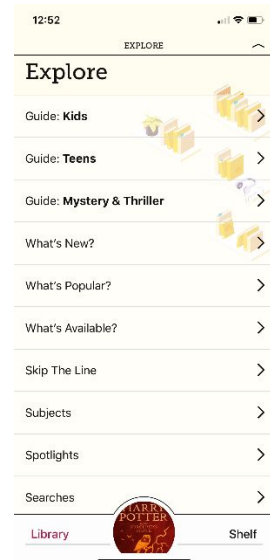 12:52
EXPLORE
Explore
Guide: Kids
Guide: Teens
Guide: Mystery & Thriller
What's New?
What's Popular?
What's Available?
Skip The Line
Subjects
Spotlights
Searches
HARRY
POTTER
Library
Shelf